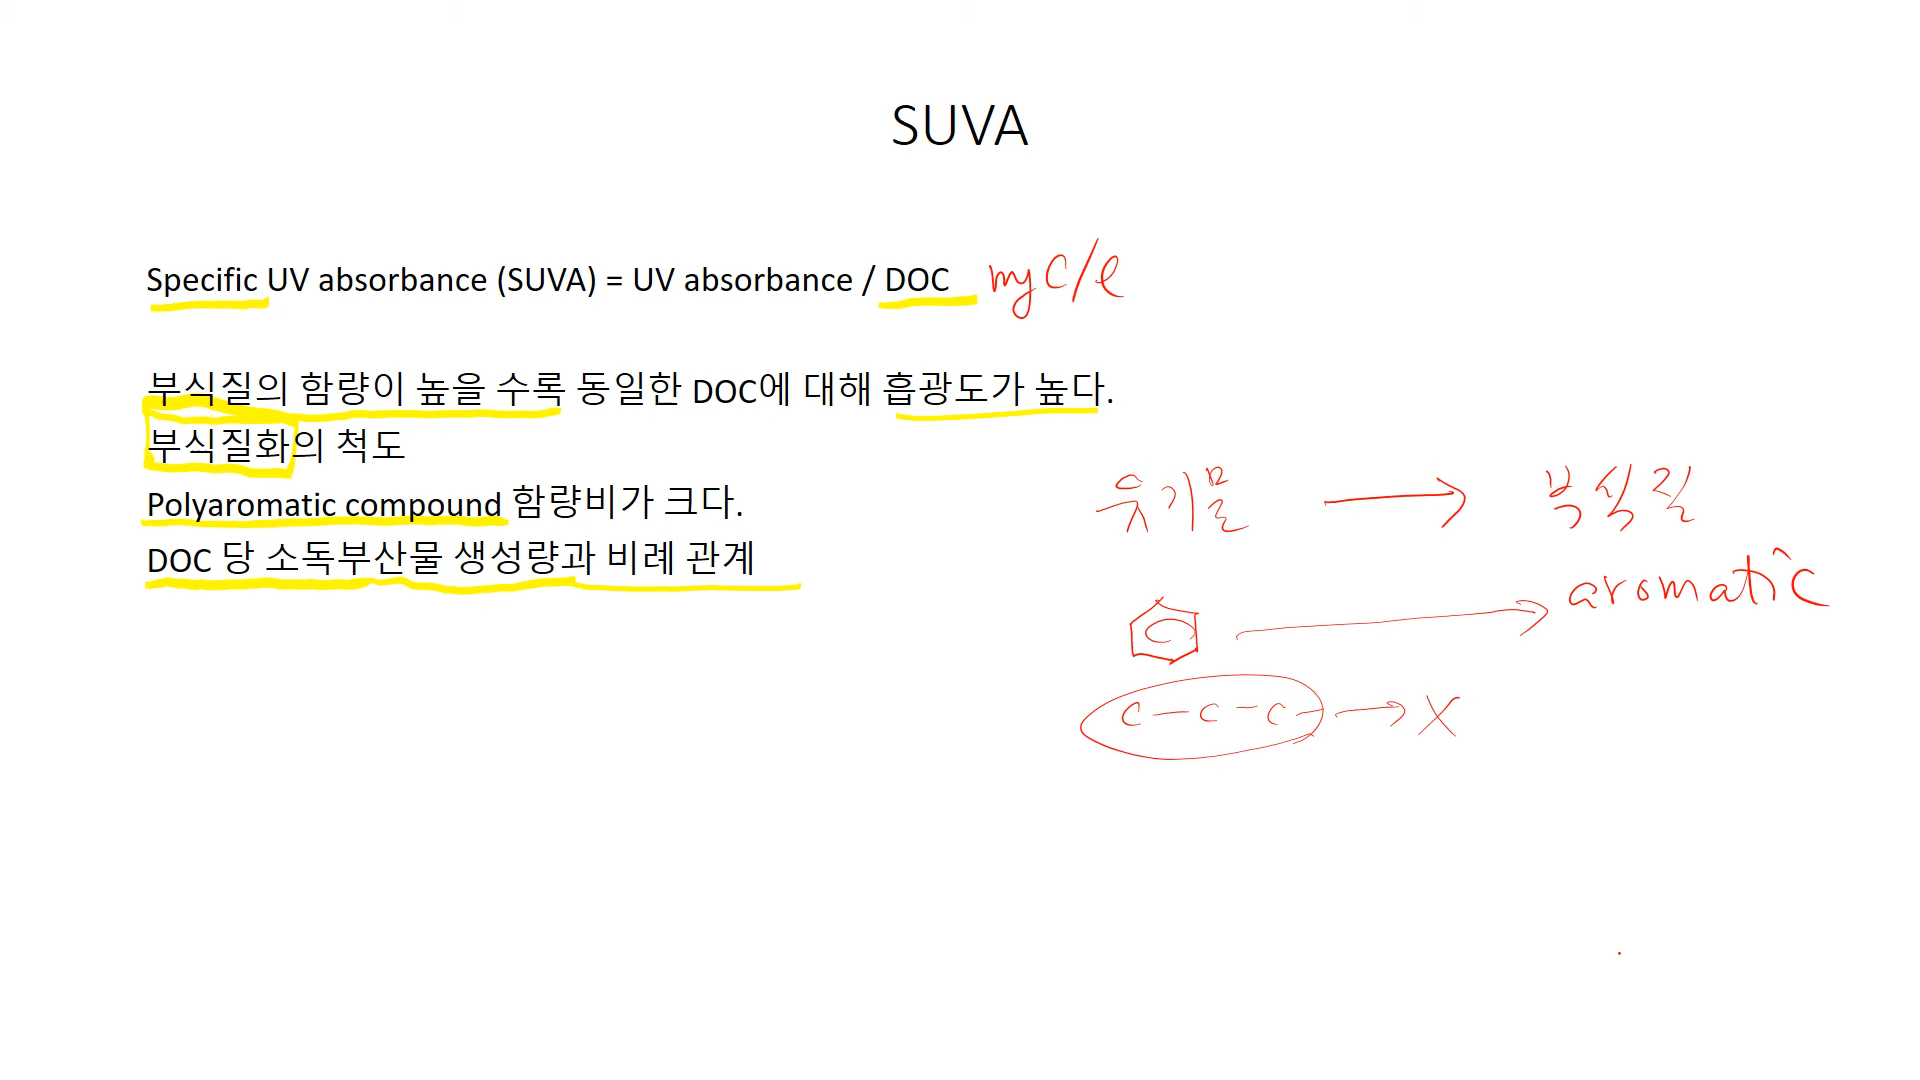 SUVA
Specific UV absorbance (SUVA) = UV absorbance / DOC mgC/l
부식질의 함량이 높을 수록 동일한 DOC에 대해 흡광도가 높다.
부식질화의 척도
Polyaromatic compound 함량비가 크다.
DOC 당 소독부산물 생성량과 비례 관계
유기물 → 부식질
aromatic
C-C-C- → X